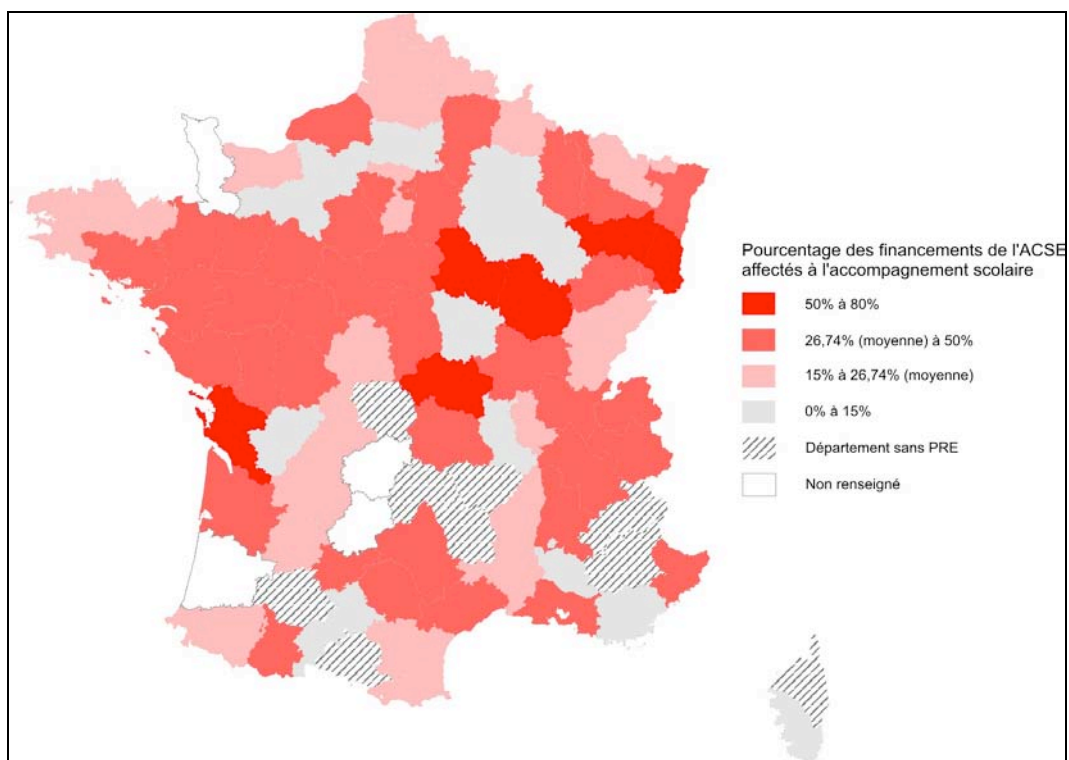 Pourcentage des financements de l'ACSE
affectés à l'accompagnement scolaire
50% à 80%
26,74% (moyenne) à 50%
15% à 26,74% (moyenne)
0% à 15%
Département sans PRE
Non renseigné